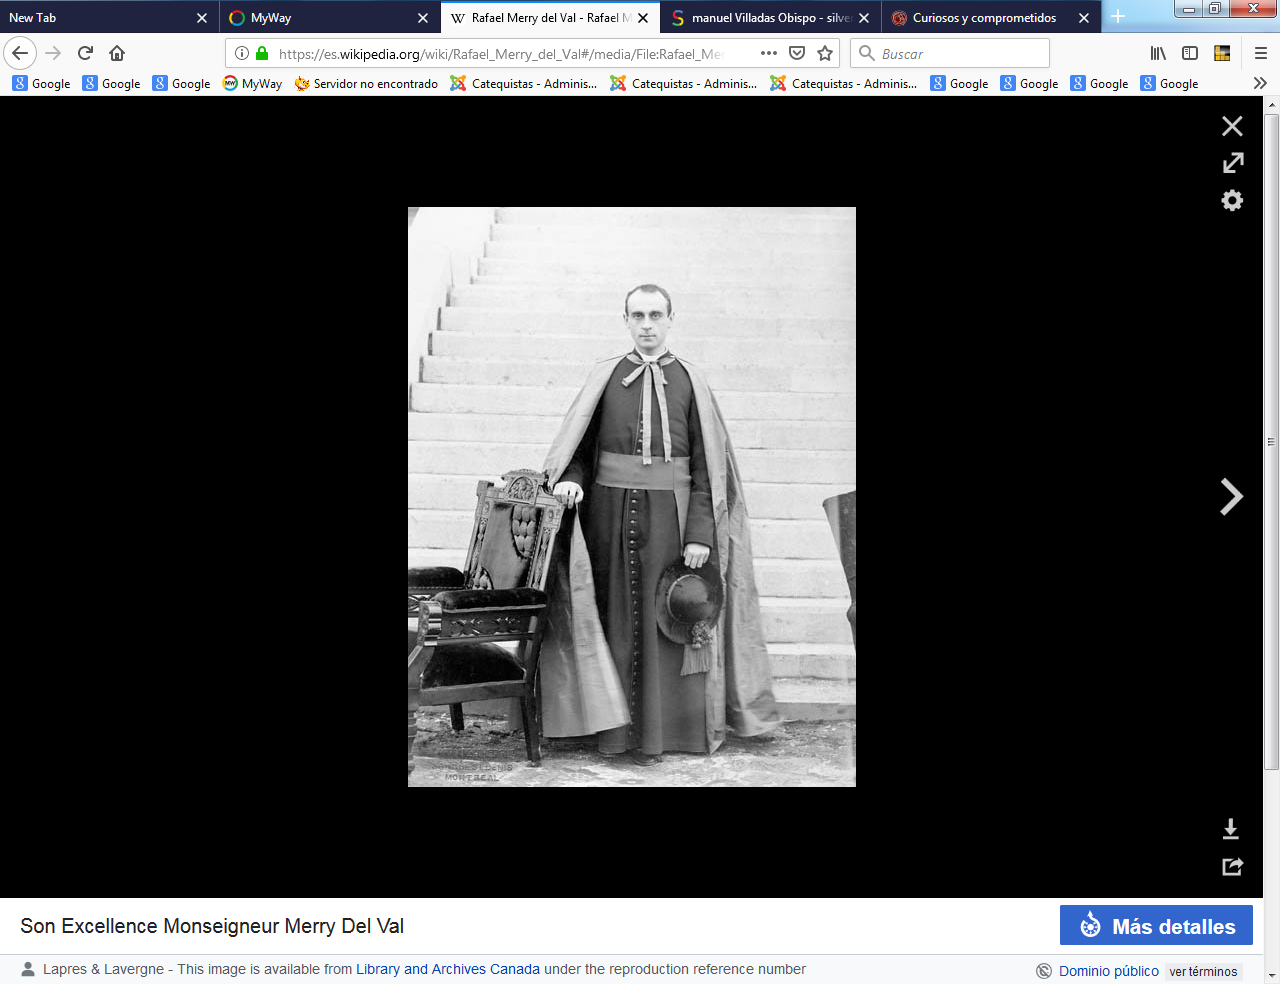 New Tab
MyWay
Rafael Merry del Val - Rafael M
manuel Villadas Obispo - silver
Curiosos y comprometidos
https://es.wikipedia.org/wiki/Rafael_Merry_del_Val#/media/File:Rafael_Me
Buscar
Google
Google
Google
MyWay
Servidor no encontrado
Catequistas - Adminis...
Catequistas - Adminis...
Catequistas - Adminis...
Google
Google
Google
Google
MONTREAL
Son Excellence Monseigneur Merry Del Val
Más detalles
Lapres & Lavergne - This image is available from Library and Archives Canada under the reproduction reference number
Dominio público
ver términos